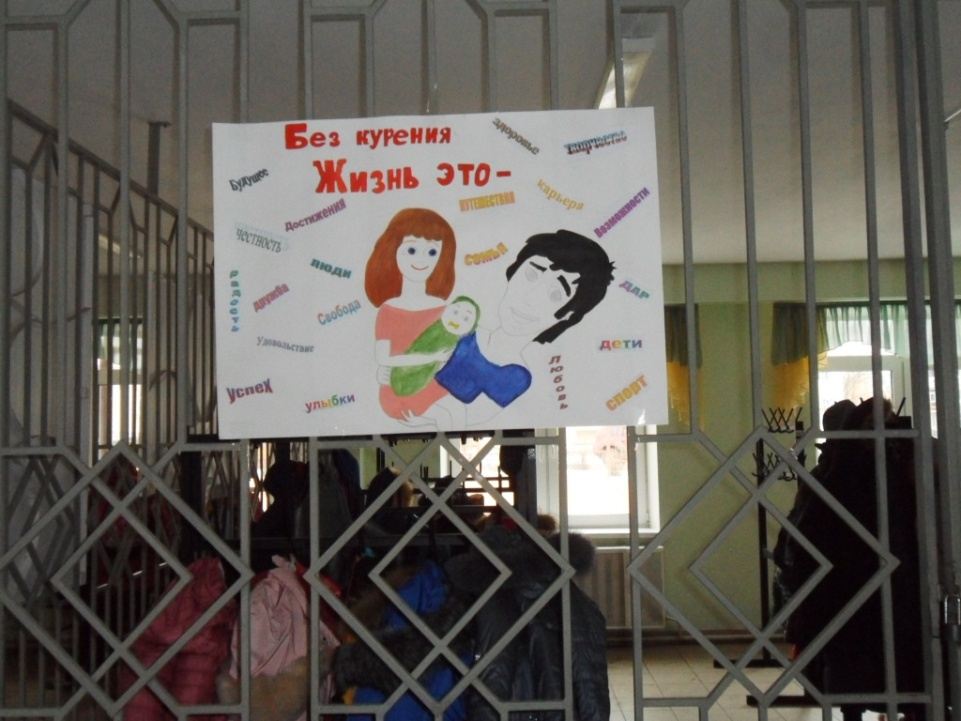 Без курения
Жизнь это-
здоровье
творчество
Будущее
Достижения
путешествия
карьера
Возможности
честность
люди
семья
радость
дружба
Свобода
дар
Удовольствие
дети
успех
улыбки
Любовь
спорт